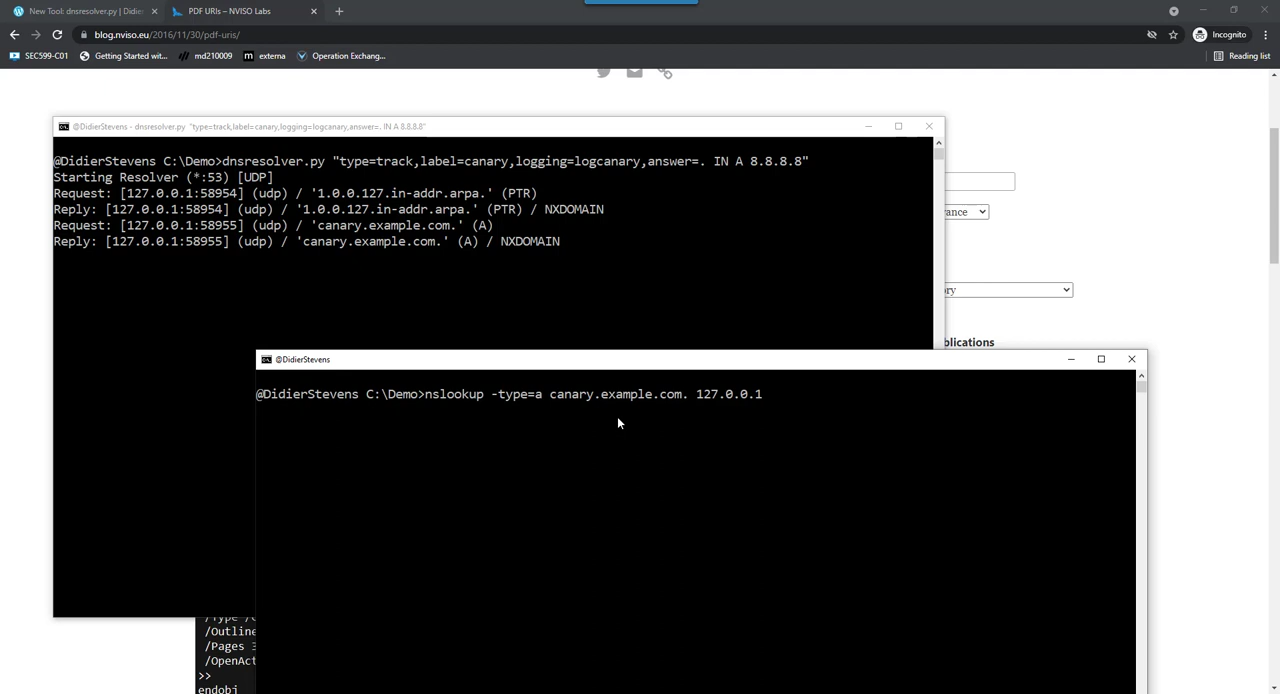 New Tool: dnsresolver.py | Didie
PDF URIs – NVISO Labs
blog.nviso.eu/2016/11/30/pdf-uris/
Incognito
SEC599-C01
Getting Started wit...
md210009
externa
Operation Exchang...
Reading list
@DidierStevens - dnsresolver.py "type=track,label=canary,logging=logcanary,answer=. IN A 8.8.8.8"
@DidierStevens C:\Demo>dnsresolver.py "type=track,label=canary,logging=logcanary,answer=. IN A 8.8.8.8"
Starting Resolver (*:53) [UDP]
Request: [127.0.0.1:58954] (udp) / '1.0.0.127.in-addr.arpa.' (PTR)
Reply: [127.0.0.1:58954] (udp) / '1.0.0.127.in-addr.arpa.' (PTR) / NXDOMAIN
Request: [127.0.0.1:58955] (udp) / 'canary.example.com.' (A)
Reply: [127.0.0.1:58955] (udp) / 'canary.example.com.' (A) / NXDOMAIN
vance
ory
blications
@DidierStevens
@DidierStevens C:\Demo>nslookup -type=a canary.example.com. 127.0.0.1
/Outline
/Pages 3
/OpenAct
>>
endobj